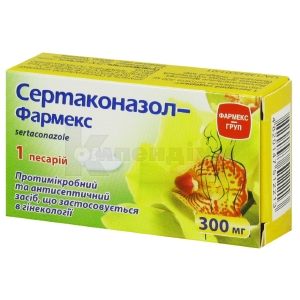 Сертаконазол–
Фармекс
sertaconazole
1 песарій
Протимікробний
та антисептичний
засіб, що застосовується
в гінекології
ФАРМЕКС
ГРУП
300 мг